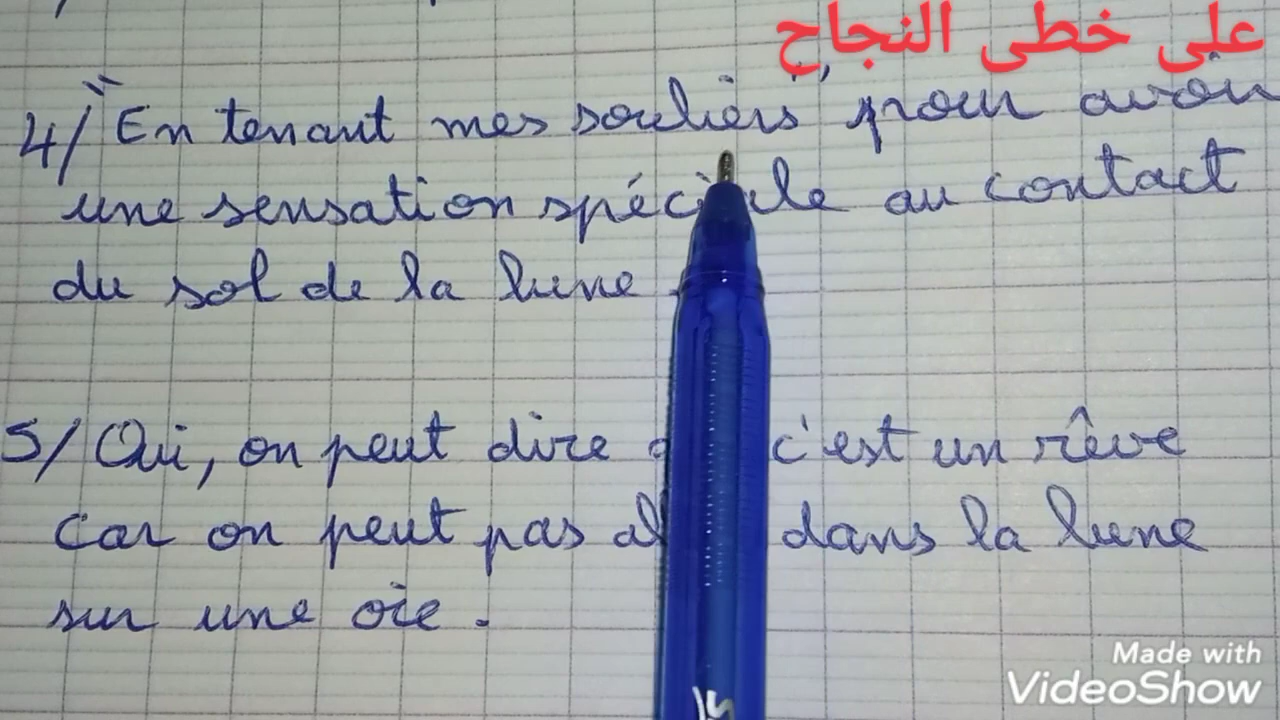 على خطى النجاح
4/ "En tenant mes souliers" pour avoir
une sensation spéciale au contact
du sol de la lune.
5/ Oui, on peut dire c'est un rêve
car on peut pas dans la lune
sur une oie.
Made with
VideoShow